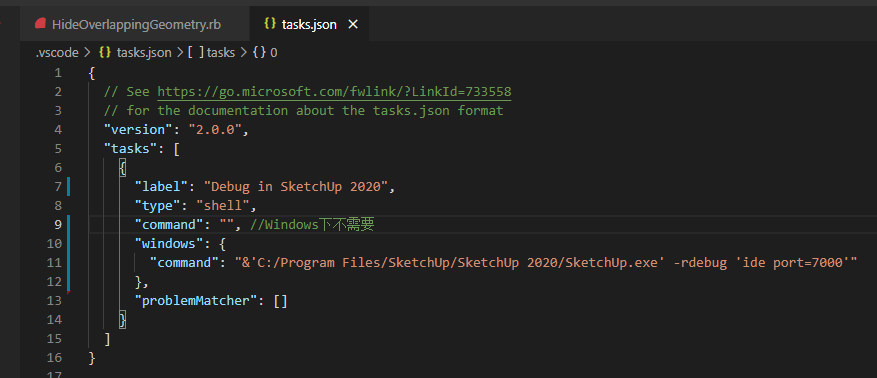 HideOverlappingGeometry.rb
{} tasks.json ×
.vscode > {} tasks.json > [ ] tasks > {} 0
1 {
2 // See https://go.microsoft.com/fwlink/?LinkId=733558
3 // for the documentation about the tasks.json format
4 "version": "2.0.0",
5 "tasks": [
6 {
7 "label": "Debug in SketchUp 2020",
8 "type": "shell",
9 "command": "", //Windows下不需要
10 "windows": {
11 "command": "&'C:/Program Files/SketchUp/SketchUp 2020/SketchUp.exe' -rdebug 'ide port=7000'"
12 },
13 "problemMatcher": []
14 }
15 ]
16 }
17